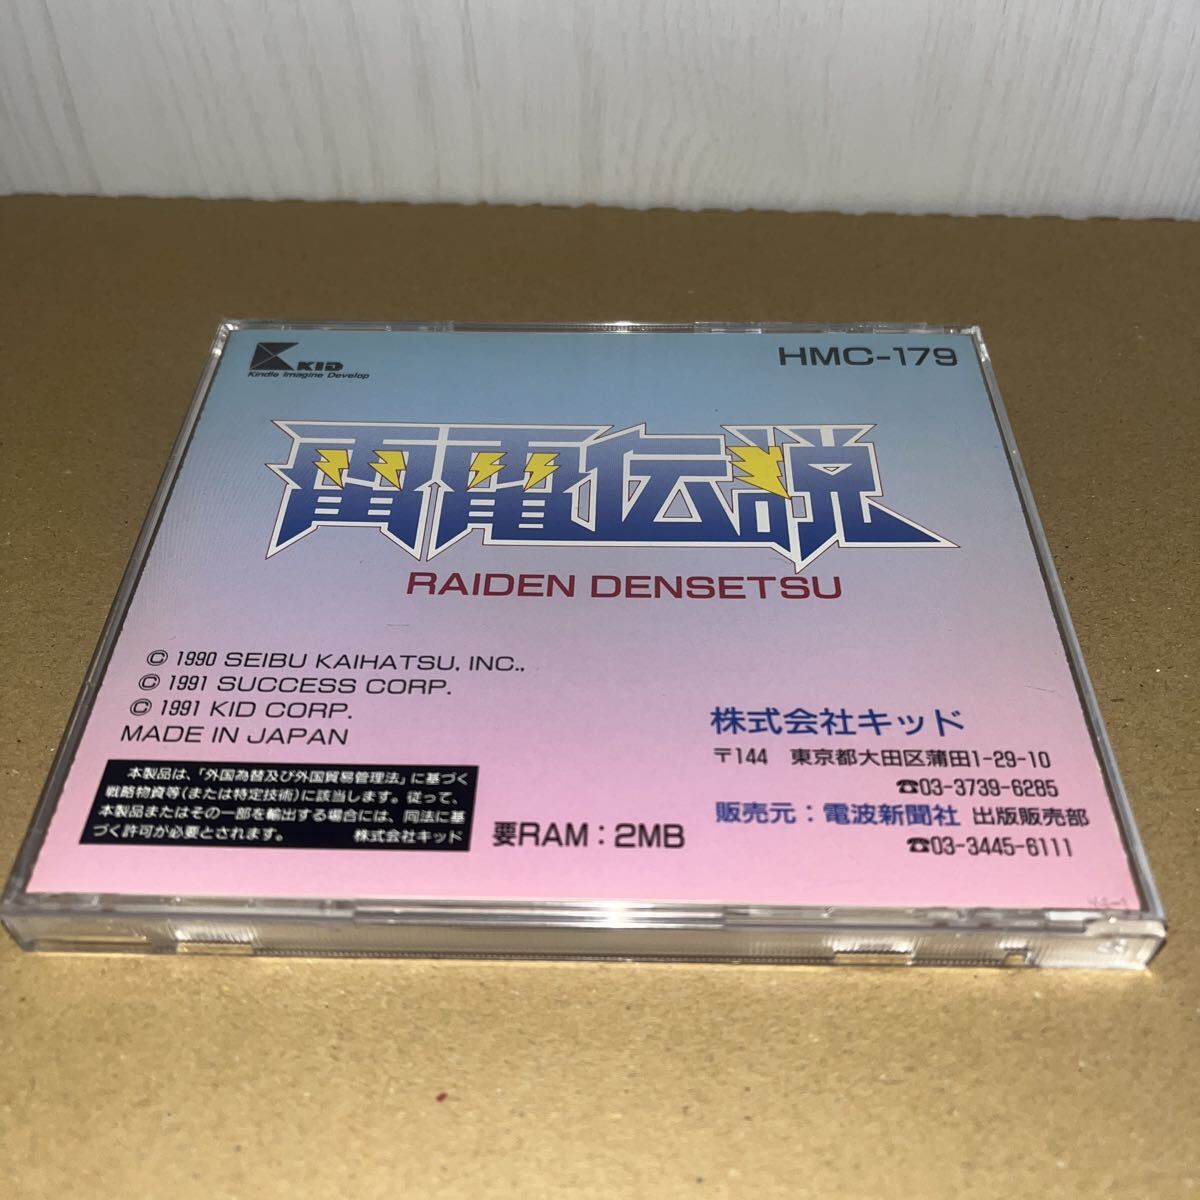 KID
Kindle Imagine Develop
HMC-179
雷電伝説
RAIDEN DENSETSU
© 1990 SEIBU KAIHATSU, INC.,
© 1991 SUCCESS CORP.
© 1991 KID CORP.
MADE IN JAPAN
本製品は、「外国為替及び外国貿易管理法」に基づく
戦略物資等(または特定技術)に該当します。従って、
本製品またはその一部を輸出する場合には、同法に基
づく許可が必要とされます。 株式会社キッド
要RAM:2MB
株式会社キッド
〒144 東京都大田区蒲田1-29-10
☎03-3739-6285
販売元:電波新聞社 出版販売部
☎03-3445-6111